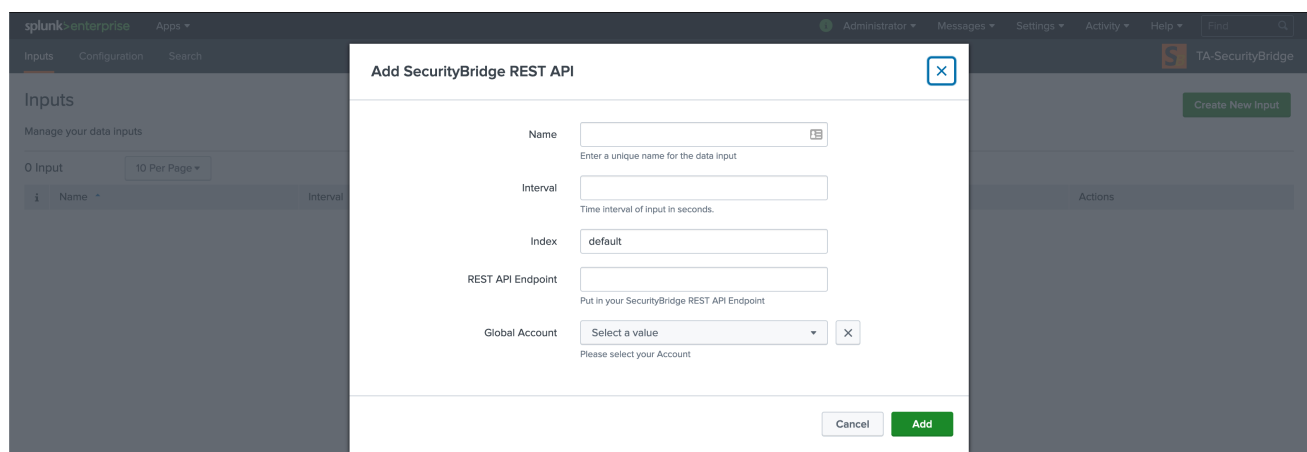 splunk>enterprise Apps
i Administrator Messages Settings Activity Help Find
Inputs Configuration Search
S TA-SecurityBridge
Inputs
Create New Input
Manage your data inputs
0 Input 10 Per Page
i Name Interval Actions
Add SecurityBridge REST API
Name
Enter a unique name for the data input
Interval
Time interval of input in seconds.
Index default
REST API Endpoint
Put in your SecurityBridge REST API Endpoint
Global Account Select a value
Please select your Account
Cancel Add